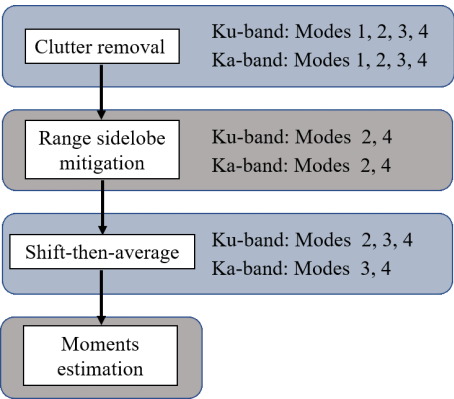 Clutter removal
Ku-band: Modes 1, 2, 3, 4
Ka-band: Modes 1, 2, 3, 4
Range sidelobe
mitigation
Ku-band: Modes 2, 4
Ka-band: Modes 2, 4
Shift-then-average
Ku-band: Modes 2, 3, 4
Ka-band: Modes 3, 4
Moments
estimation